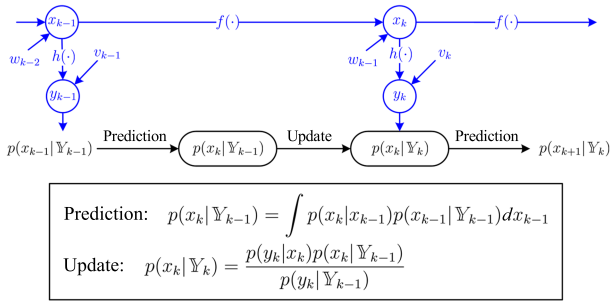 x_{k-1} f(·) x_k f(·)
w_{k-2} h(·) v_{k-1} w_{k-1} h(·) v_k
y_{k-1} y_k
p(x_{k-1}|𝕐_{k-1}) Prediction p(x_k|𝕐_{k-1}) Update p(x_k|𝕐_k) Prediction p(x_{k+1}|𝕐_k)
Prediction: p(x_k|𝕐_{k-1}) = ∫ p(x_k|x_{k-1})p(x_{k-1}|𝕐_{k-1})dx_{k-1}
Update: p(x_k|𝕐_k) = \frac{p(y_k|x_k)p(x_k|𝕐_{k-1})}{p(y_k|𝕐_{k-1})}